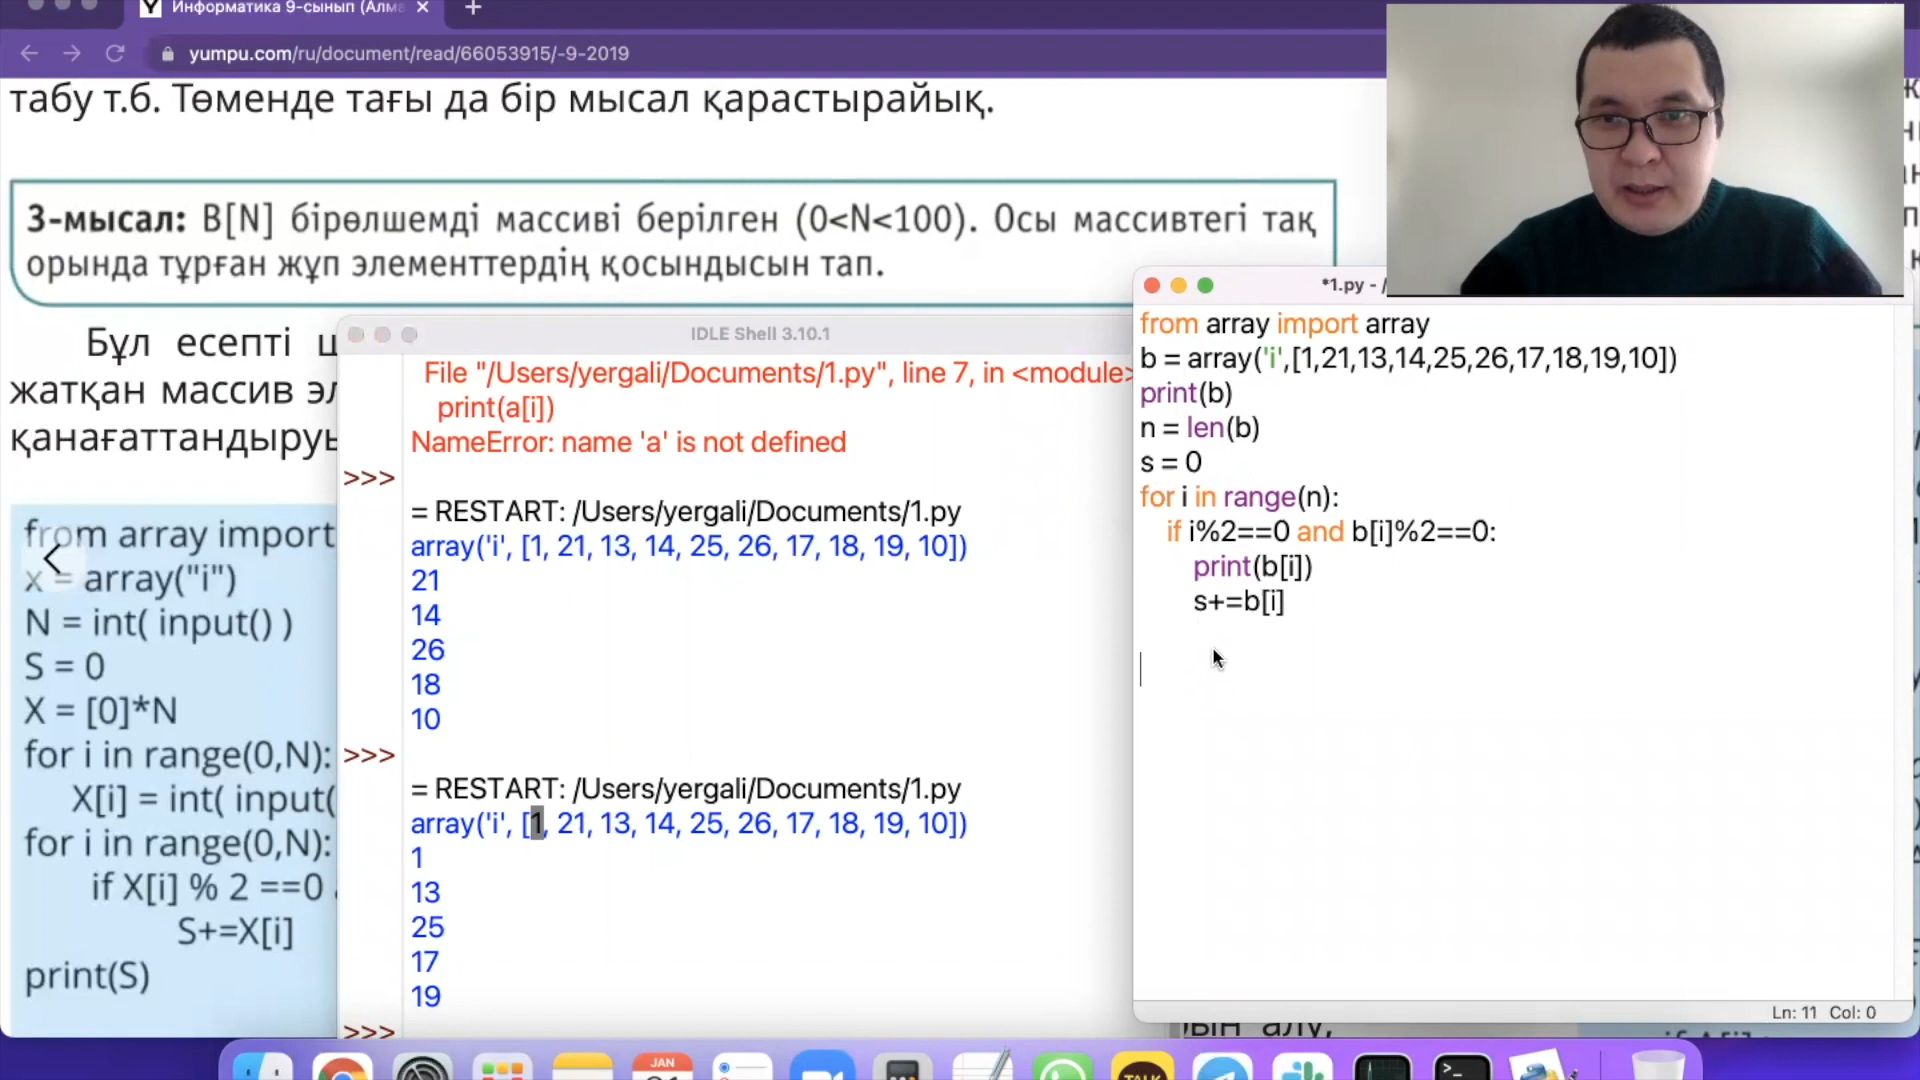 Информатика 9-сынып (Алма
yumpu.com/ru/document/read/66053915/-9-2019
табу т.б. Төменде тағы да бір мысал қарастырайық.
3-мысал: B[N] бірөлшемді массиві берілген (0<N<100). Осы массивтегі тақ
орында тұрған жұп элементтердің қосындысын тап.
Бұл есепті
жатқан массив
қанағаттандыру
from array import
x = array("i")
N = int( input() )
S = 0
X = [0]*N
for i in range(0,N):
X[i] = int( input(
for i in range(0,N):
if X[i] % 2 ==0
S+=X[i]
print(S)
IDLE Shell 3.10.1
File "/Users/yergali/Documents/1.py", line 7, in <module>
print(a[i])
NameError: name 'a' is not defined
>>>
= RESTART: /Users/yergali/Documents/1.py
array('i', [1, 21, 13, 14, 25, 26, 17, 18, 19, 10])
21
14
26
18
10
>>>
= RESTART: /Users/yergali/Documents/1.py
array('i', [1, 21, 13, 14, 25, 26, 17, 18, 19, 10])
1
13
25
17
19
>>>
*1.py - /
from array import array
b = array('i',[1,21,13,14,25,26,17,18,19,10])
print(b)
n = len(b)
s = 0
for i in range(n):
if i%2==0 and b[i]%2==0:
print(b[i])
s+=b[i]
Ln: 11 Col: 0
ын алу,
JAN
TALK